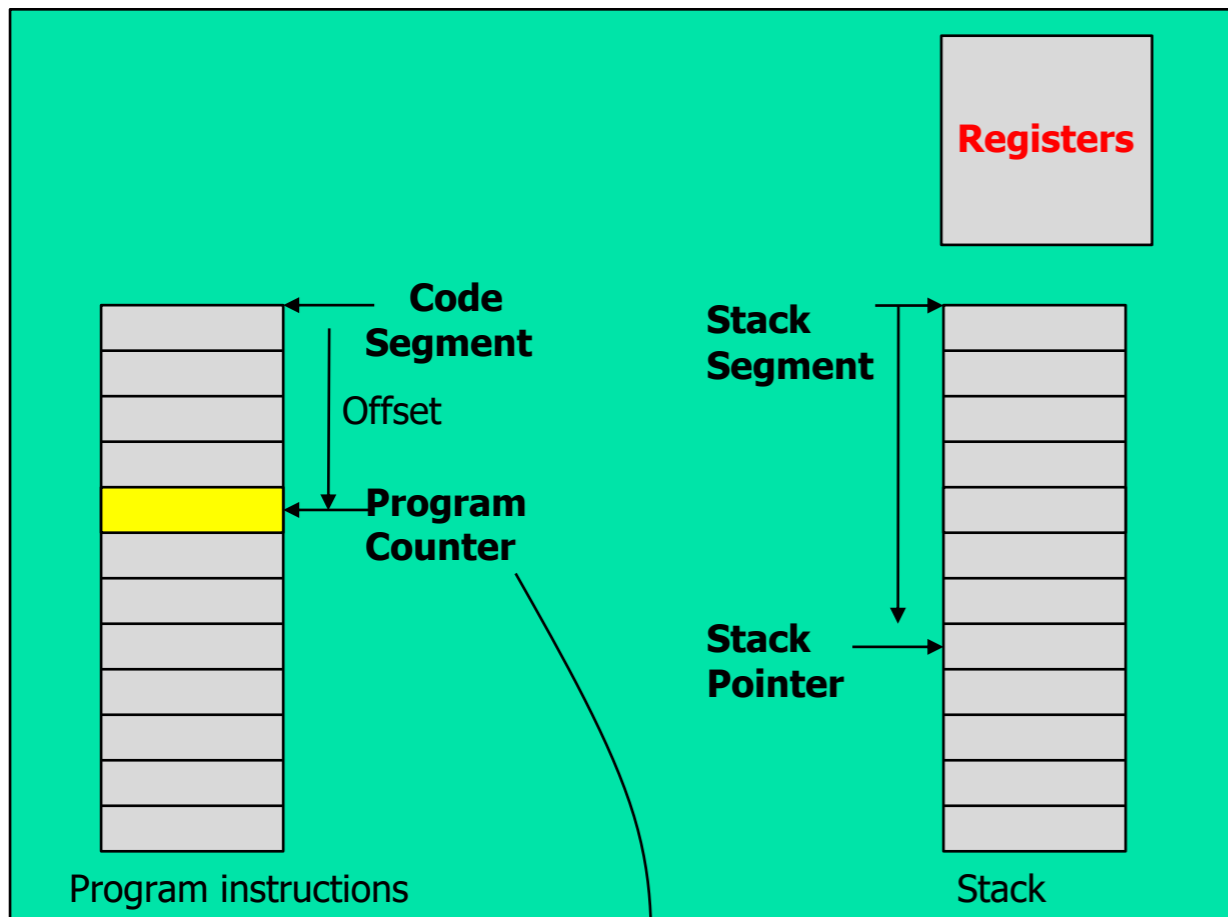 Registers
Code
Segment
Stack
Segment
Offset
Program
Counter
Stack
Pointer
Program instructions
Stack